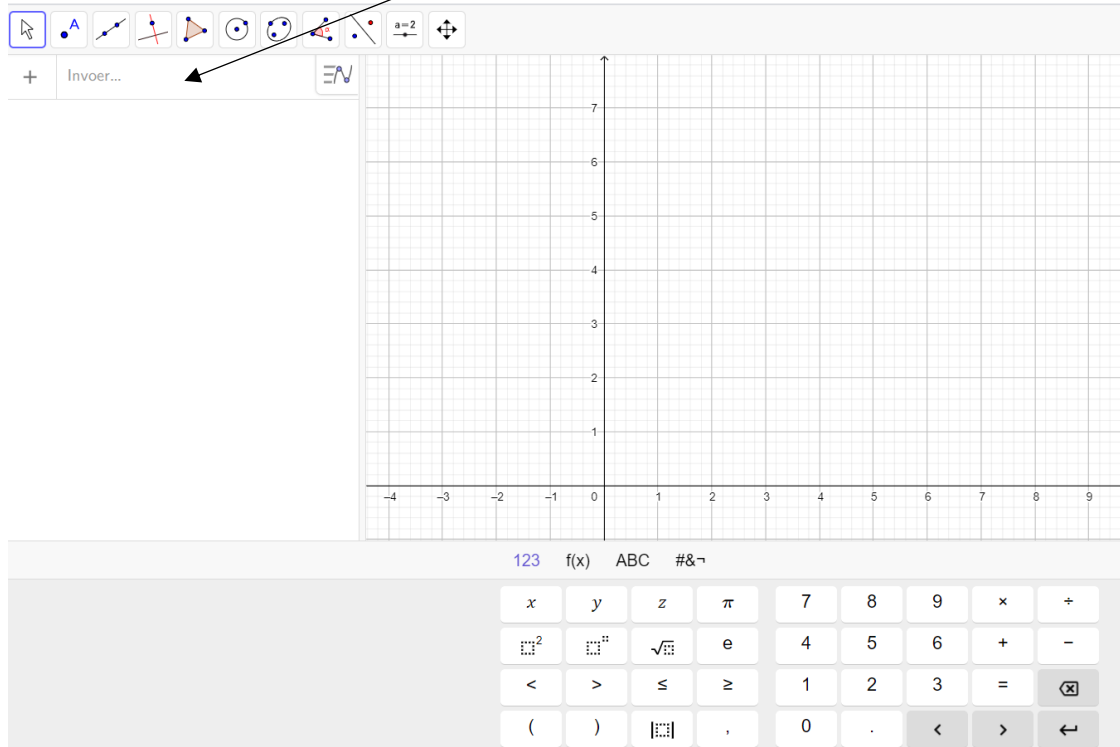 A
α
a=2
+ Invoer...
7
6
5
4
3
2
1
–4 –3 –2 –1 0 1 2 3 4 5 6 7 8 9
123 f(x) ABC #&¬
x y z π 7 8 9 × ÷
² √ e 4 5 6 + −
< > ≤ ≥ 1 2 3 =
( ) | | , 0 . < >